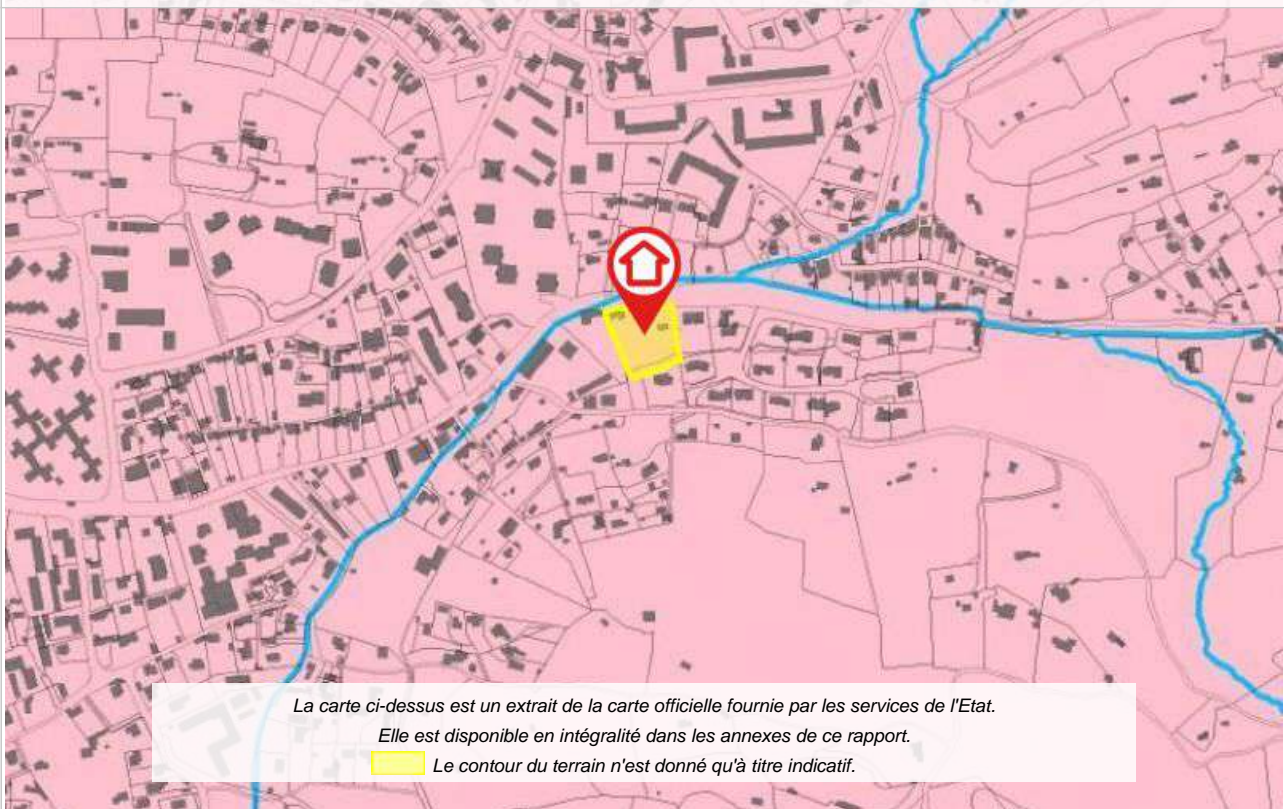 La carte ci-dessus est un extrait de la carte officielle fournie par les services de l'Etat.
Elle est disponible en intégralité dans les annexes de ce rapport.
Le contour du terrain n'est donné qu'à titre indicatif.